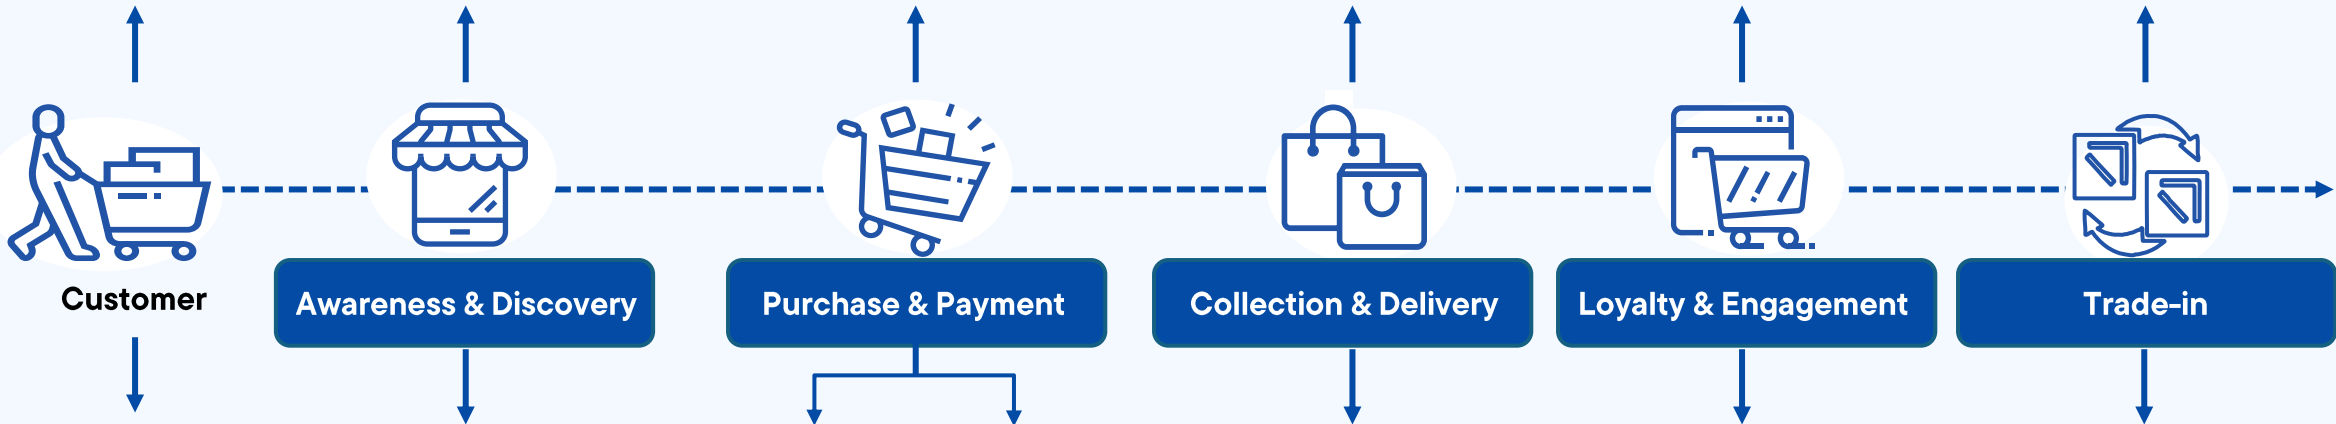 Customer
Awareness & Discovery
Purchase & Payment
Collection & Delivery
Loyalty & Engagement
Trade-in